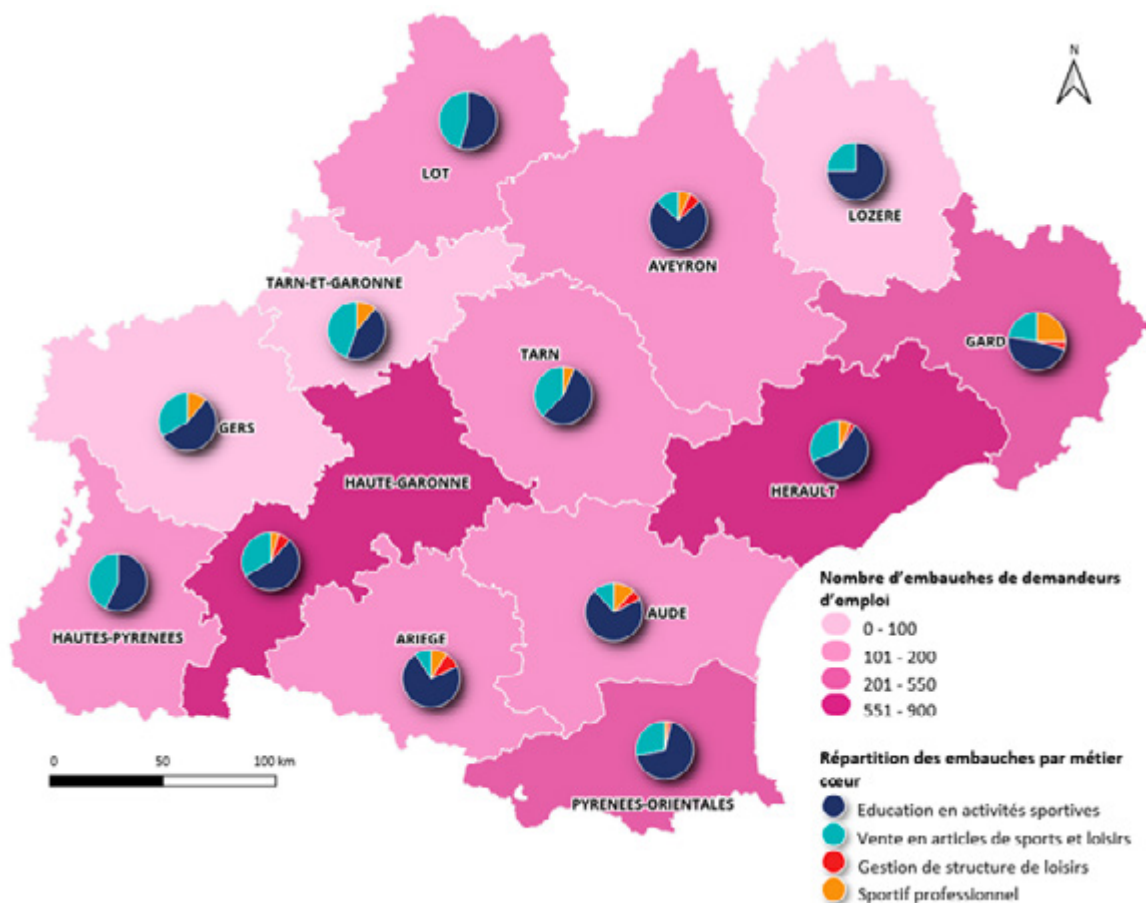 N
LOT
LOZERE
AVEYRON
TARN-ET-GARONNE
GARD
TARN
GERS
HAUTE-GARONNE
HERAULT
HAUTES-PYRENEES
ARIEGE
AUDE
PYRENEES-ORIENTALES
0 50 100 km
Nombre d'embauches de demandeurs
d'emploi
0 - 100
101 - 200
201 - 550
551 - 900
Répartition des embauches par métier
cœur
Education en activités sportives
Vente en articles de sports et loisirs
Gestion de structure de loisirs
Sportif professionnel